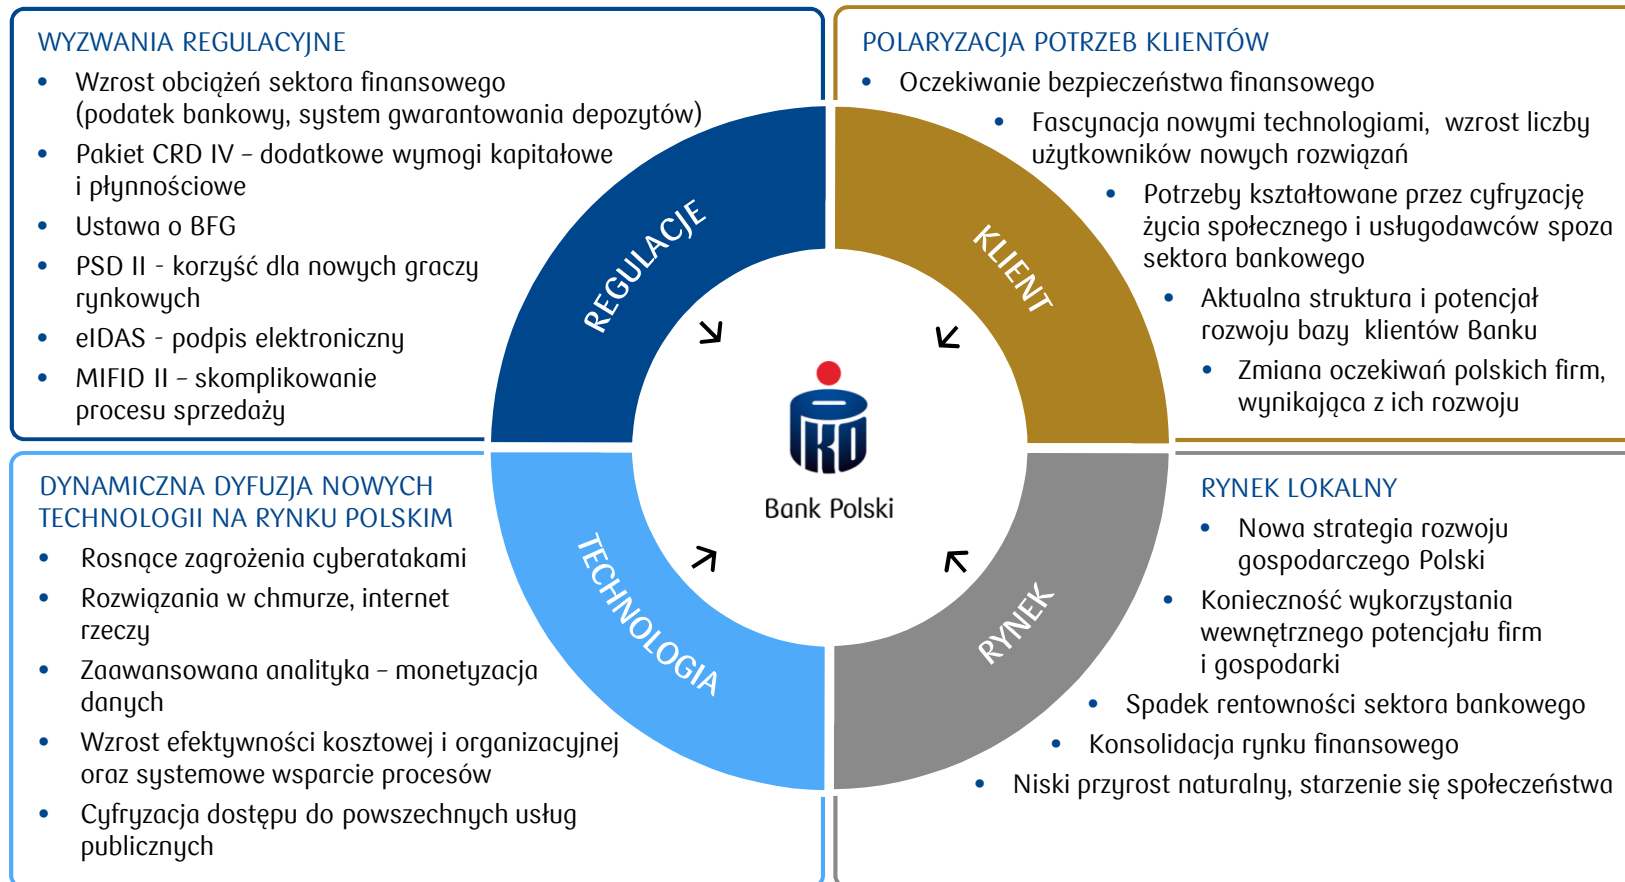 WYZWANIA REGULACYJNE
• Wzrost obciążeń sektora finansowego
(podatek bankowy, system gwarantowania depozytów)
• Pakiet CRD IV – dodatkowe wymogi kapitałowe
i płynnościowe
• Ustawa o BFG
• PSD II - korzyść dla nowych graczy
rynkowych
• eIDAS - podpis elektroniczny
• MIFID II – skomplikowanie
procesu sprzedaży
POLARYZACJA POTRZEB KLIENTÓW
• Oczekiwanie bezpieczeństwa finansowego
• Fascynacja nowymi technologiami, wzrost liczby
użytkowników nowych rozwiązań
• Potrzeby kształtowane przez cyfryzację
życia społecznego i usługodawców spoza
sektora bankowego
• Aktualna struktura i potencjał
rozwoju bazy klientów Banku
• Zmiana oczekiwań polskich firm,
wynikająca z ich rozwoju
REGULACJE
KLIENT
PKO
Bank Polski
TECHNOLOGIA
RYNEK
DYNAMICZNA DYFUZJA NOWYCH
TECHNOLOGII NA RYNKU POLSKIM
• Rosnące zagrożenia cyberatakami
• Rozwiązania w chmurze, internet
rzeczy
• Zaawansowana analityka – monetyzacja
danych
• Wzrost efektywności kosztowej i organizacyjnej
oraz systemowe wsparcie procesów
• Cyfryzacja dostępu do powszechnych usług
publicznych
RYNEK LOKALNY
• Nowa strategia rozwoju
gospodarczego Polski
• Konieczność wykorzystania
wewnętrznego potencjału firm
i gospodarki
• Spadek rentowności sektora bankowego
• Konsolidacja rynku finansowego
• Niski przyrost naturalny, starzenie się społeczeństwa